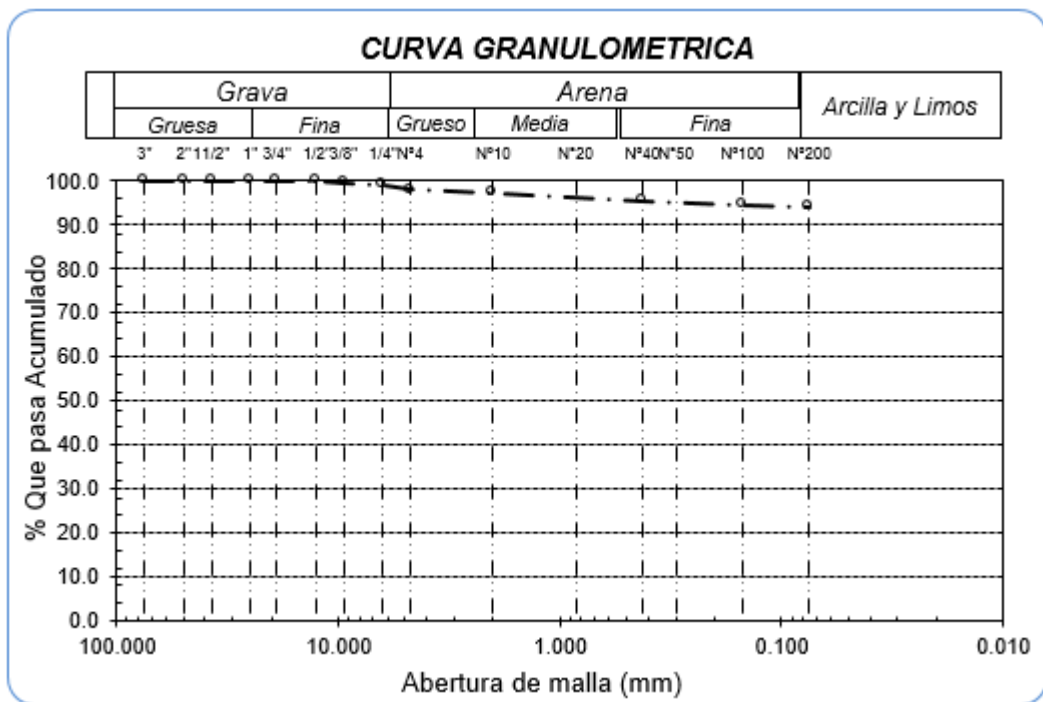 CURVA GRANULOMETRICA
Grava Arena Arcilla y Limos
Gruesa Fina Grueso Media Fina
3" 2" 11/2" 1" 3/4" 1/2" 3/8" 1/4" Nº4 Nº10 N°20 Nº40 N°50 Nº100 Nº200
100.0
90.0
80.0
70.0
60.0
50.0
40.0
30.0
20.0
10.0
0.0
% Que pasa Acumulado
100.000 10.000 1.000 0.100 0.010
Abertura de malla (mm)